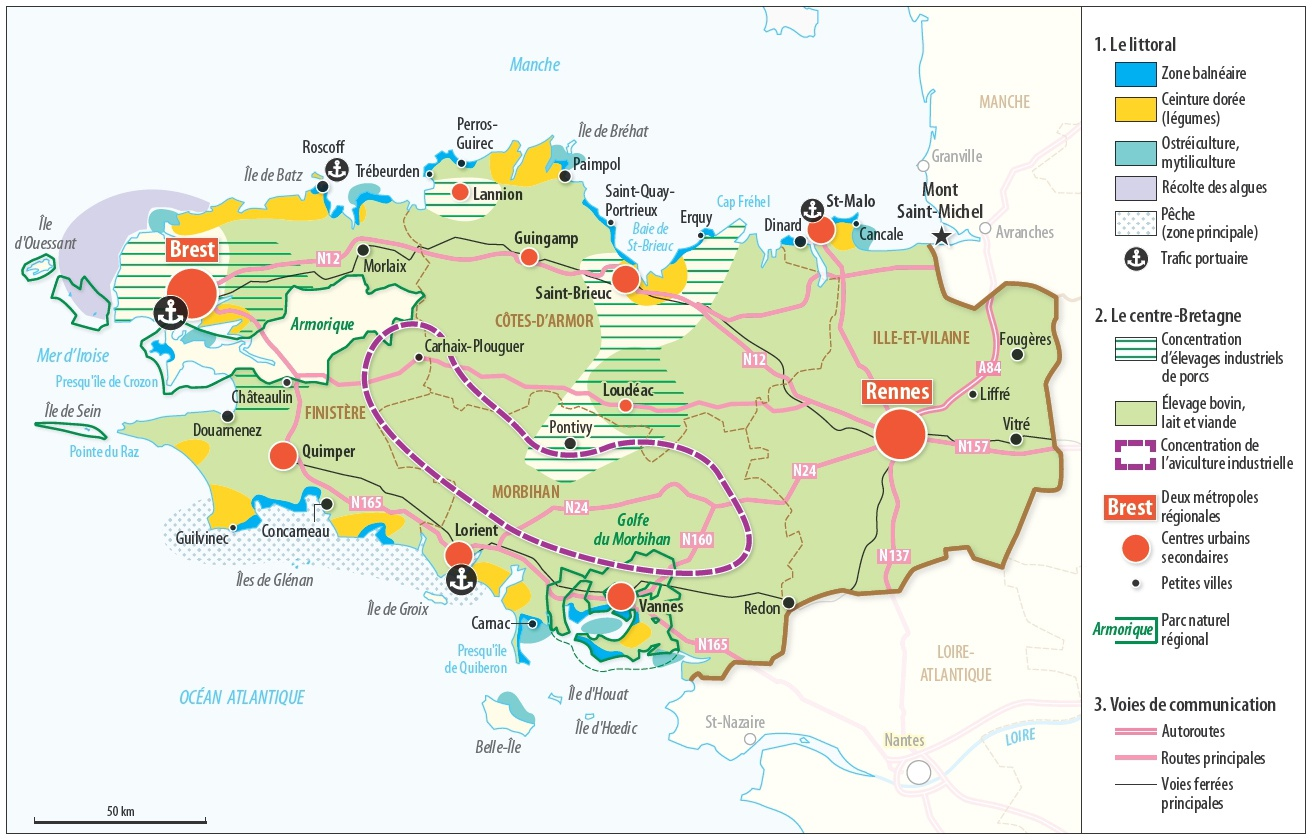 Manche
MANCHE
Granville
Mont
Saint-Michel
Avranches
Île de Bréhat
Perros-
Guirec
Roscoff
Trébeurden
Île de Batz
Paimpol
Lannion
Saint-Quay-
Portrieux
Erquy
Cap Fréhel
St-Malo
Dinard
Cancale
Baie de
St-Brieuc
Île
d'Ouessant
Brest
N12
Morlaix
Guingamp
Saint-Brieuc
Armorique
CÔTES-D'ARMOR
Carhaix-Plouguer
ILLE-ET-VILAINE
Fougères
N12
A84
Liffré
Rennes
Vitré
N157
Mer d'Iroise
Presqu'île de Crozon
Châteaulin
FINISTÈRE
Île de Sein
Douarnenez
Pointe du Raz
Loudéac
Pontivy
Quimper
N24
MORBIHAN
N165
N24
Golfe
du Morbihan
N160
Lorient
Guilvinec
Concarneau
N137
Îles de Glénan
Île de Groix
Vannes
Redon
Carnac
N165
Presqu'île
de Quiberon
LOIRE-
ATLANTIQUE
OCÉAN ATLANTIQUE
Île d'Houat
Île d'Hœdic
Belle-Île
St-Nazaire
Nantes
LOIRE
50 km
1. Le littoral
Zone balnéaire
Ceinture dorée
(légumes)
Ostréiculture,
mytiliculture
Récolte des algues
Pêche
(zone principale)
Trafic portuaire
2. Le centre-Bretagne
Concentration
d'élevages industriels
de porcs
Élevage bovin,
lait et viande
Concentration de
l'aviculture industrielle
Brest
Deux métropoles
régionales
Centres urbains
secondaires
Petites villes
Armorique
Parc naturel
régional
3. Voies de communication
Autoroutes
Routes principales
Voies ferrées
principales